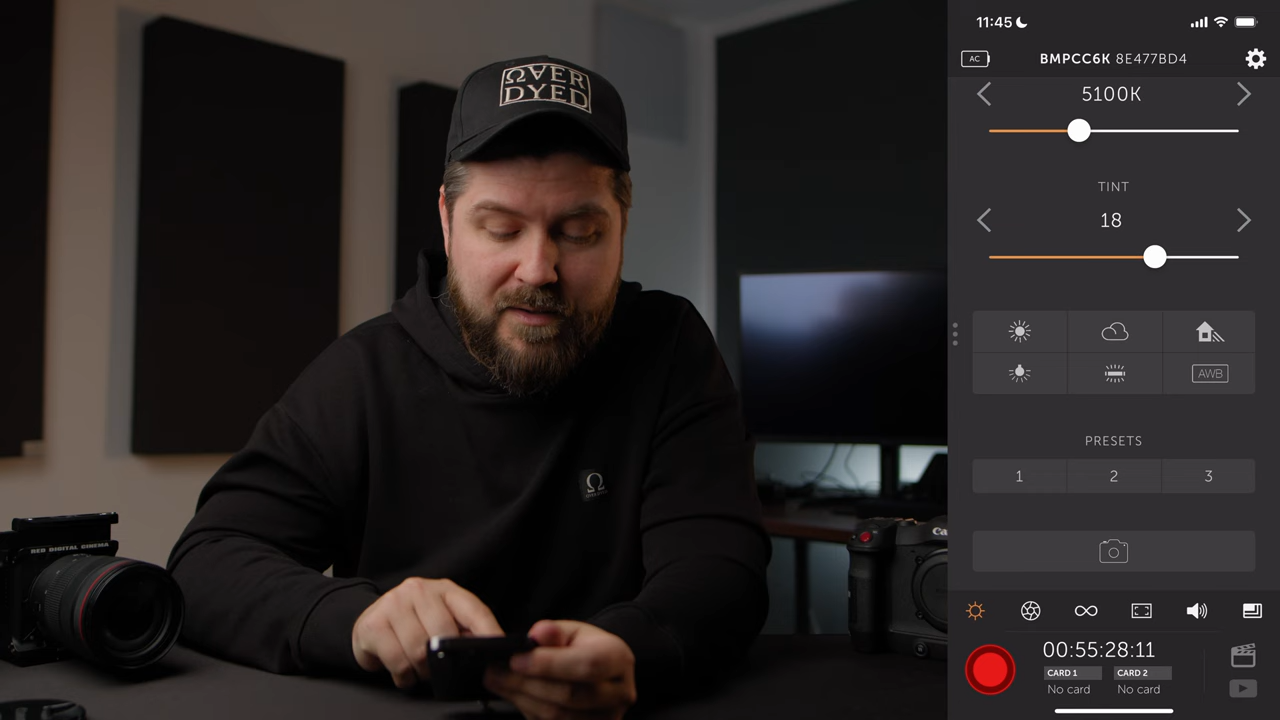 11:45
AC
BMPCC6K 8E477BD4
5100K
TINT
18
AWB
PRESETS
1 2 3
00:55:28:11
CARD 1 CARD 2
No card No card
ΩVER
DYED
Ω
RED DIGITAL CINEMA
Ca